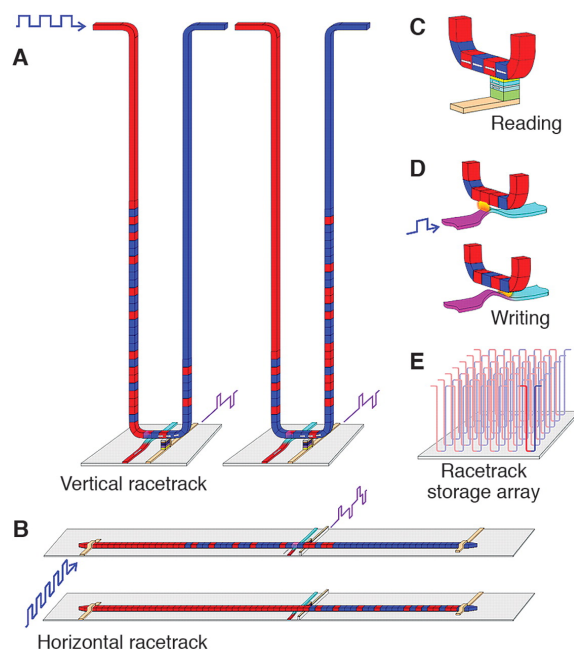 A
C
Reading
D
Writing
E
Racetrack
storage array
Vertical racetrack
B
Horizontal racetrack